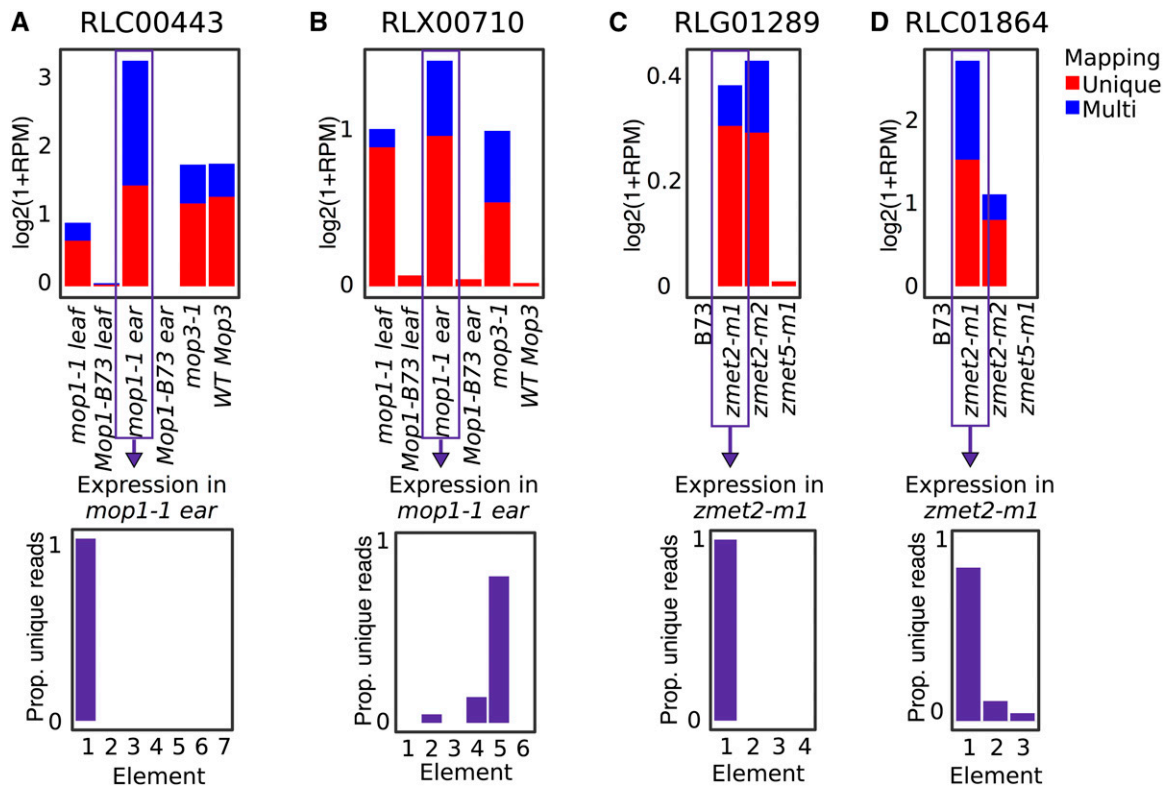 A RLC00443
log2(1+RPM)
3
2
1
0
mop1-1 leaf
Mop1-B73 leaf
mop1-1 ear
Mop1-B73 ear
mop3-1
WT Mop3
Expression in
mop1-1 ear
Prop. unique reads
1
0
1 2 3 4 5 6 7
Element
B RLX00710
log2(1+RPM)
1
0
mop1-1 leaf
Mop1-B73 leaf
mop1-1 ear
Mop1-B73 ear
mop3-1
WT Mop3
Expression in
mop1-1 ear
Prop. unique reads
1
0
1 2 3 4 5 6
Element
C RLG01289
log2(1+RPM)
0.4
0.2
0
B73
zmet2-m1
zmet2-m2
zmet5-m1
Expression in
zmet2-m1
Prop. unique reads
1
0
1 2 3 4
Element
D RLC01864
log2(1+RPM)
2
1
0
B73
zmet2-m1
zmet2-m2
zmet5-m1
Expression in
zmet2-m1
Prop. unique reads
1
0
1 2 3
Element
Mapping
Unique
Multi